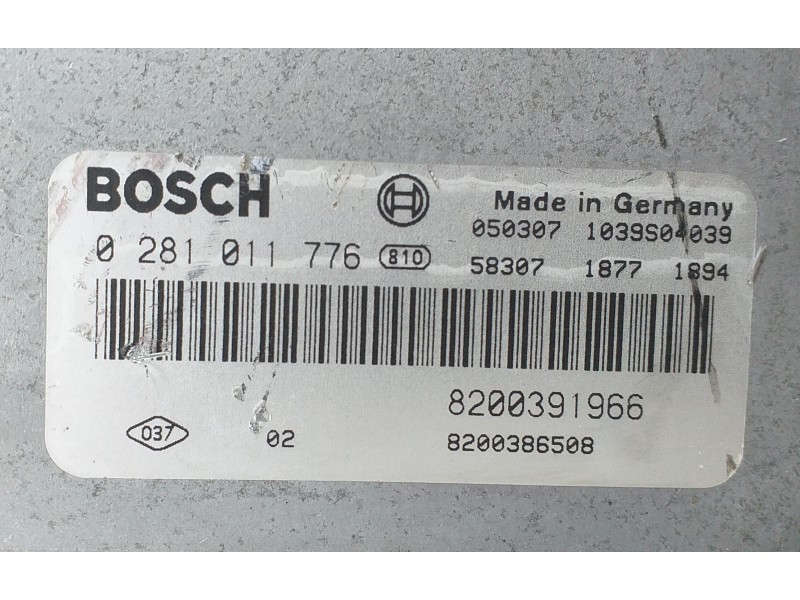 BOSCH
Made in Germany
050307 1039S04039
0 281 011 776 810
58307 1877 1894
8200391966
037 02
8200386508